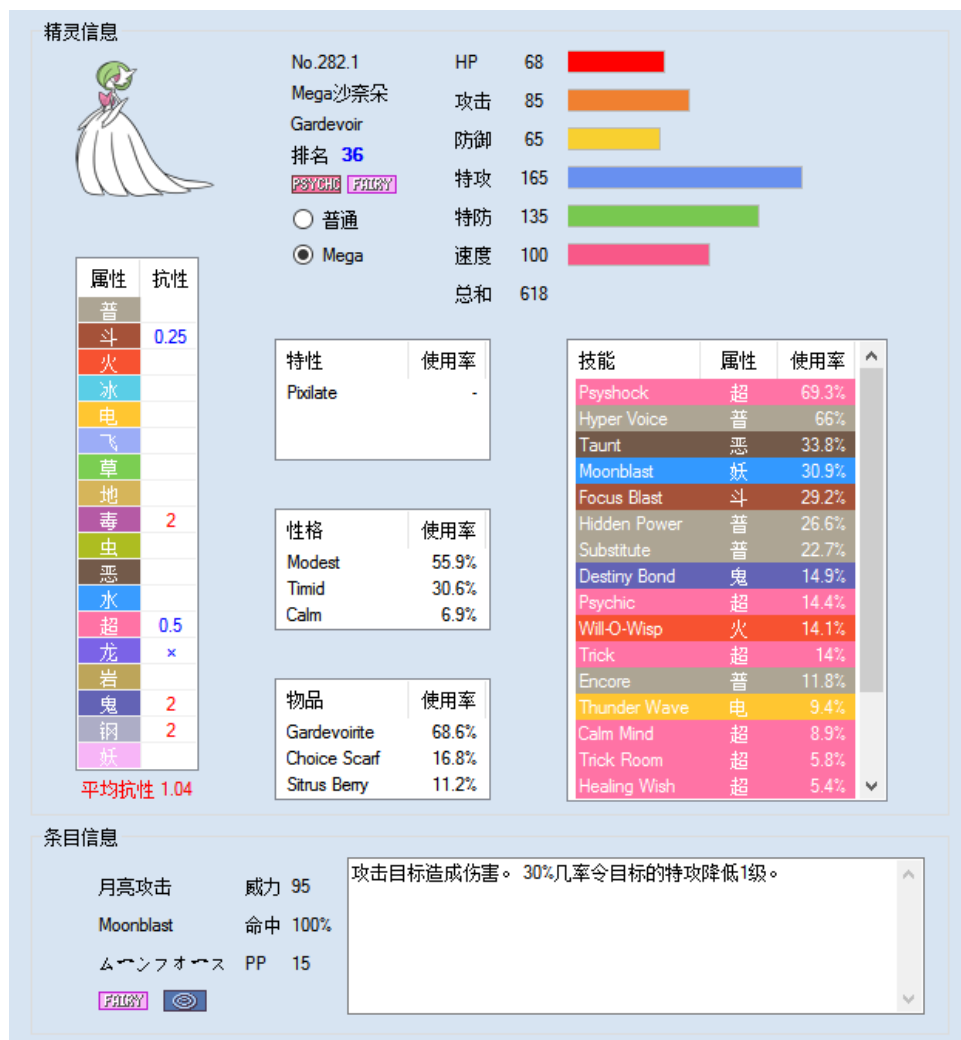 精灵信息
No.282.1
Mega沙奈朵
Gardevoir
排名 36
PSYCHC FAIRY
普通
Mega
HP 68
攻击 85
防御 65
特攻 165
特防 135
速度 100
总和 618
属性 抗性
普
斗 0.25
火
冰
电
飞
草
地
毒 2
虫
恶
水
超 0.5
龙 ×
岩
鬼 2
钢 2
妖
平均抗性 1.04
特性 使用率
Pixilate -
性格 使用率
Modest 55.9%
Timid 30.6%
Calm 6.9%
物品 使用率
Gardevoirite 68.6%
Choice Scarf 16.8%
Sitrus Berry 11.2%
技能 属性 使用率
Psyshock 超 69.3%
Hyper Voice 普 66%
Taunt 恶 33.8%
Moonblast 妖 30.9%
Focus Blast 斗 29.2%
Hidden Power 普 26.6%
Substitute 普 22.7%
Destiny Bond 鬼 14.9%
Psychic 超 14.4%
Will-O-Wisp 火 14.1%
Trick 超 14%
Encore 普 11.8%
Thunder Wave 电 9.4%
Calm Mind 超 8.9%
Trick Room 超 5.8%
Healing Wish 超 5.4%
条目信息
月亮攻击 威力 95
Moonblast 命中 100%
ムーンフォース PP 15
FAIRY
攻击目标造成伤害。 30%几率令目标的特攻降低1级。